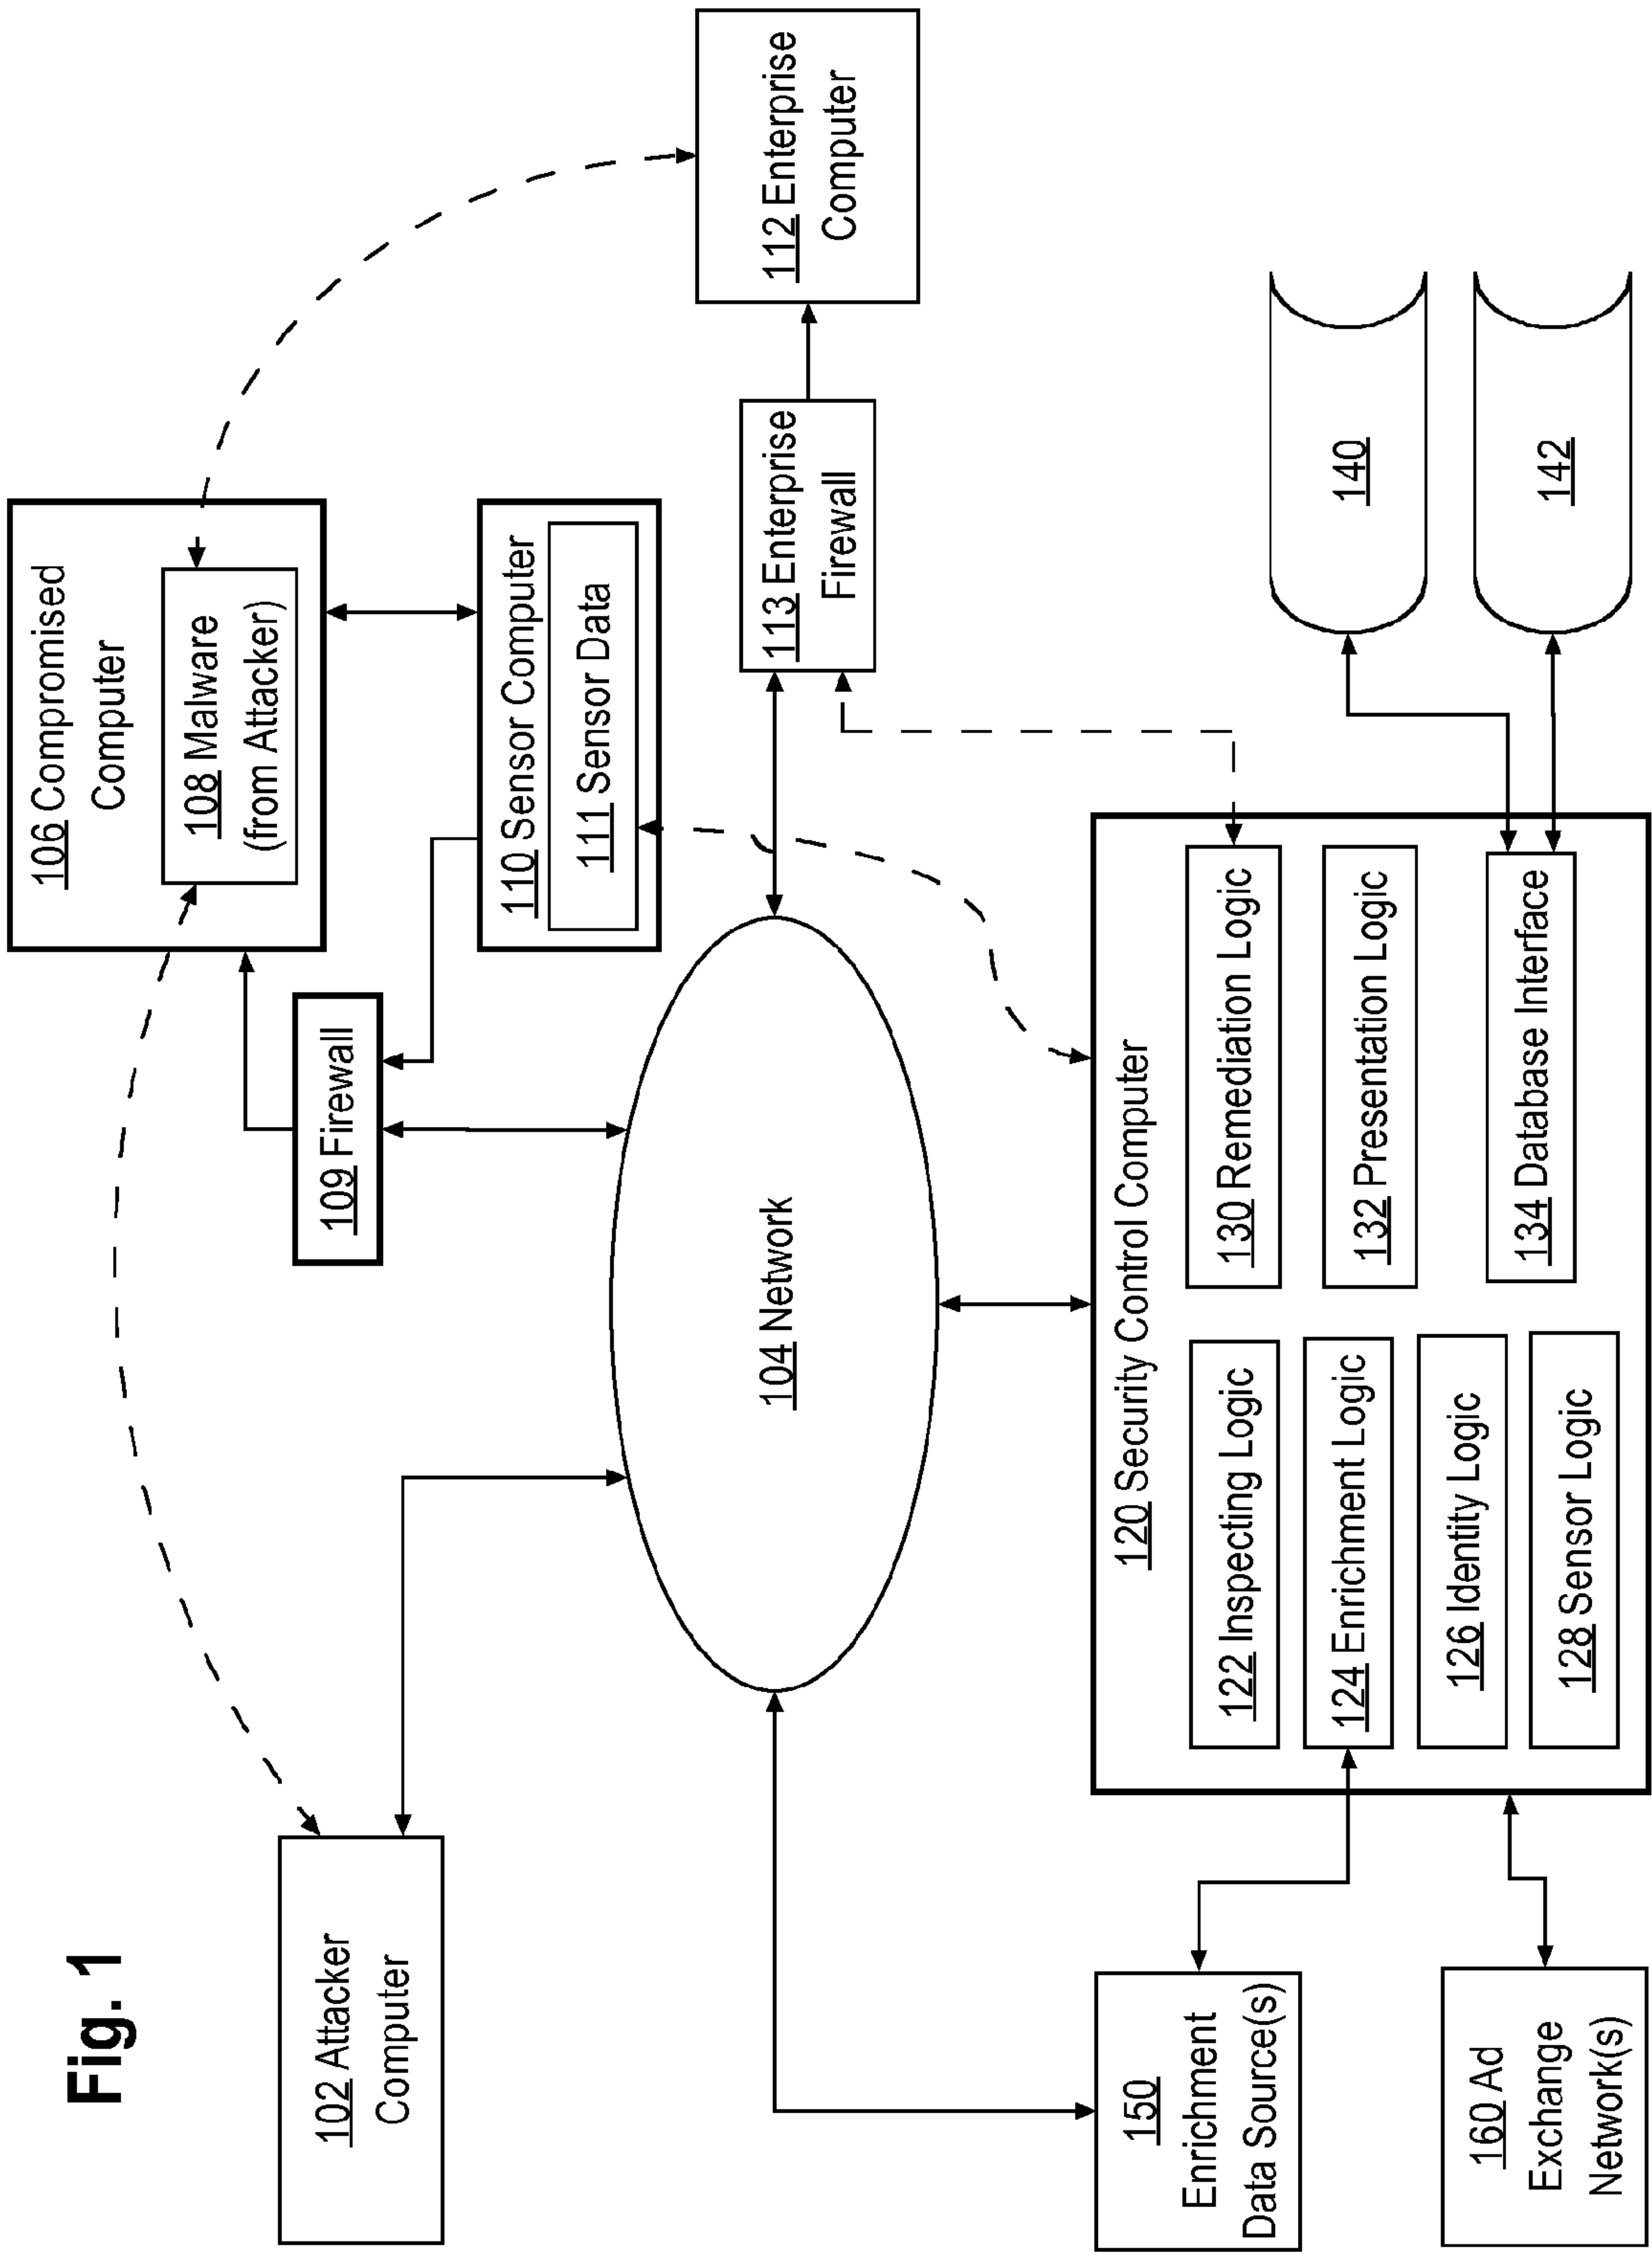 Fig. 1
102 Attacker
Computer
106 Compromised
Computer
108 Malware
(from Attacker)
109 Firewall
110 Sensor Computer
111 Sensor Data
104 Network
113 Enterprise
Firewall
112 Enterprise
Computer
150
Enrichment
Data Source(s)
160 Ad
Exchange
Network(s)
120 Security Control Computer
122 Inspecting Logic
124 Enrichment Logic
126 Identity Logic
128 Sensor Logic
130 Remediation Logic
132 Presentation Logic
134 Database Interface
140
142